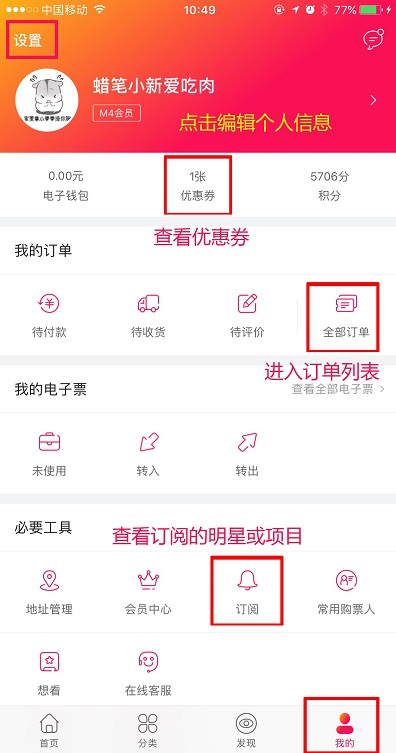 中国移动 10:49 77%
设置
蜡笔小新爱吃肉
M4会员
点击编辑个人信息
0.00元 1张 5706分
电子钱包 优惠券 积分
查看优惠券
我的订单
待付款 待收货 待评价 全部订单
进入订单列表
我的电子票 查看全部电子票
未使用 转入 转出
查看订阅的明星或项目
必要工具
地址管理 会员中心 订阅 常用购票人
想看 在线客服
首页 分类 发现 我的